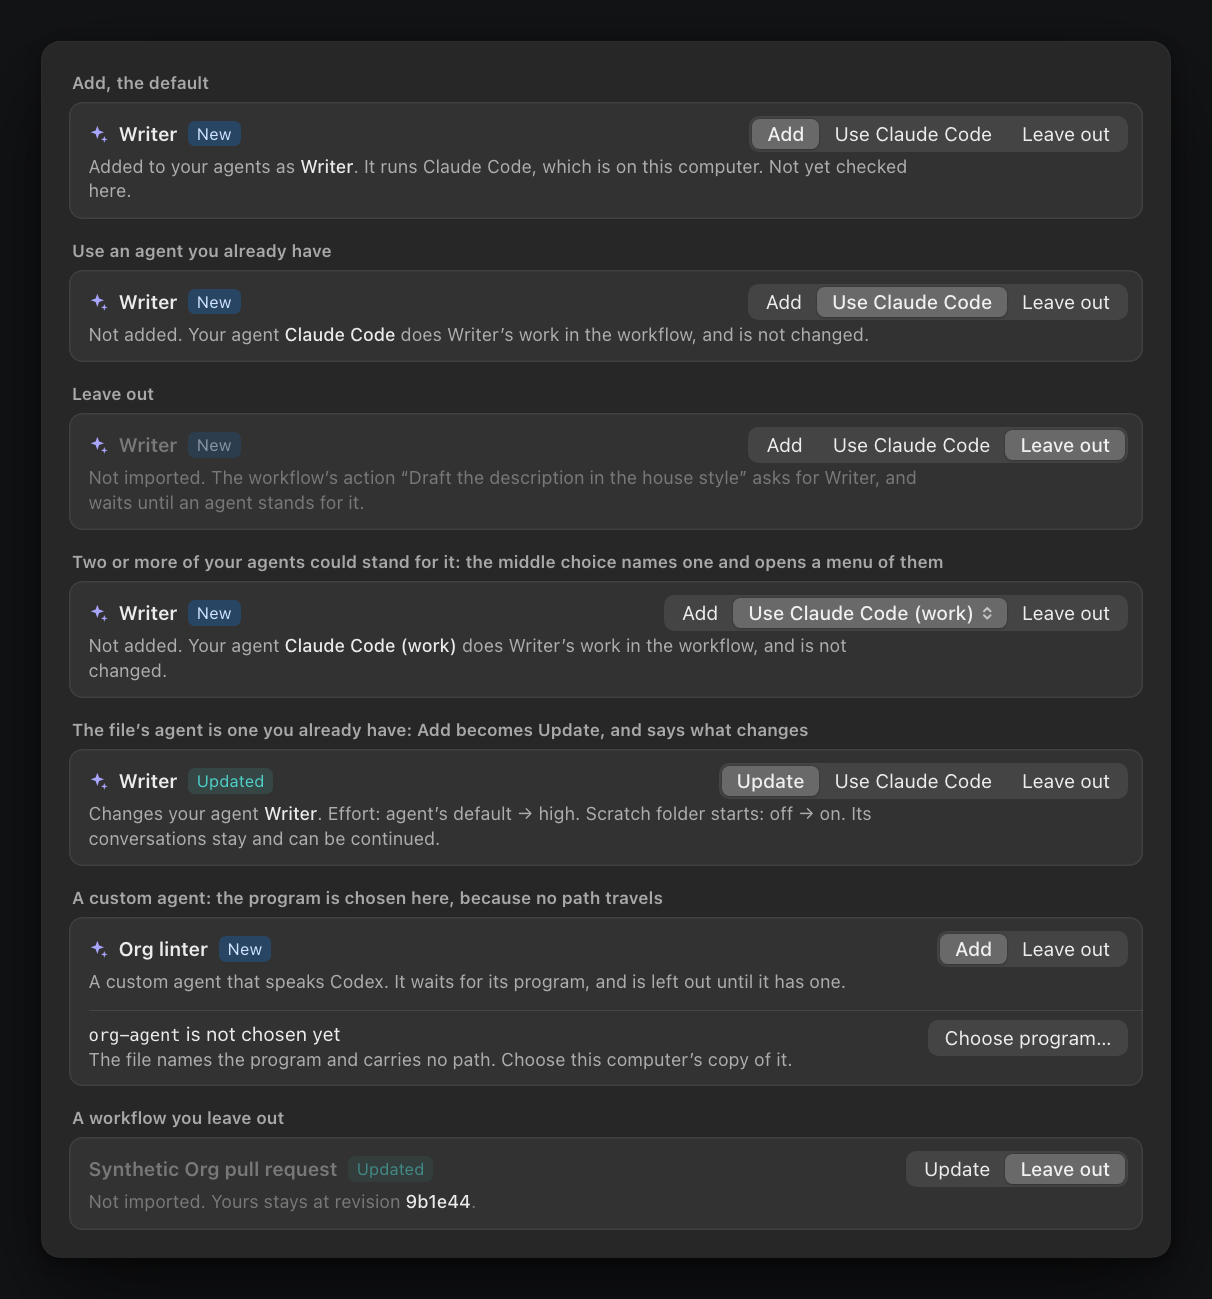 Add, the default
Writer New Add Use Claude Code Leave out
Added to your agents as Writer. It runs Claude Code, which is on this computer. Not yet checked
here.
Use an agent you already have
Writer New Add Use Claude Code Leave out
Not added. Your agent Claude Code does Writer’s work in the workflow, and is not changed.
Leave out
Writer New Add Use Claude Code Leave out
Not imported. The workflow’s action “Draft the description in the house style” asks for Writer, and
waits until an agent stands for it.
Two or more of your agents could stand for it: the middle choice names one and opens a menu of them
Writer New Add Use Claude Code (work) Leave out
Not added. Your agent Claude Code (work) does Writer’s work in the workflow, and is not
changed.
The file’s agent is one you already have: Add becomes Update, and says what changes
Writer Updated Update Use Claude Code Leave out
Changes your agent Writer. Effort: agent’s default → high. Scratch folder starts: off → on. Its
conversations stay and can be continued.
A custom agent: the program is chosen here, because no path travels
Org linter New Add Leave out
A custom agent that speaks Codex. It waits for its program, and is left out until it has one.
org-agent is not chosen yet Choose program…
The file names the program and carries no path. Choose this computer’s copy of it.
A workflow you leave out
Synthetic Org pull request Updated Update Leave out
Not imported. Yours stays at revision 9b1e44.